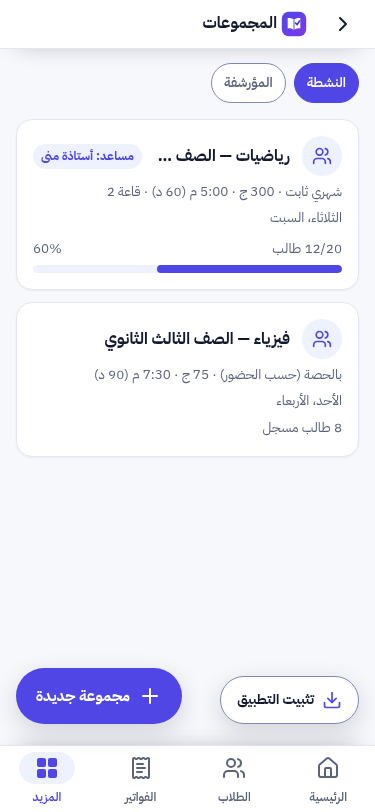 المجموعات
النشطة
المؤرشفة
رياضيات — الصف ...
مساعد: أستاذة منى
شهري ثابت · 300 ج · 5:00 م (60 د) · قاعة 2
الثلاثاء، السبت
12/20 طالب
60%
فيزياء — الصف الثالث الثانوي
بالحصة (حسب الحضور) · 75 ج · 7:30 م (90 د)
الأحد، الأربعاء
8 طالب مسجل
تثبيت التطبيق
مجموعة جديدة
الرئيسية
الطلاب
الفواتير
المزيد